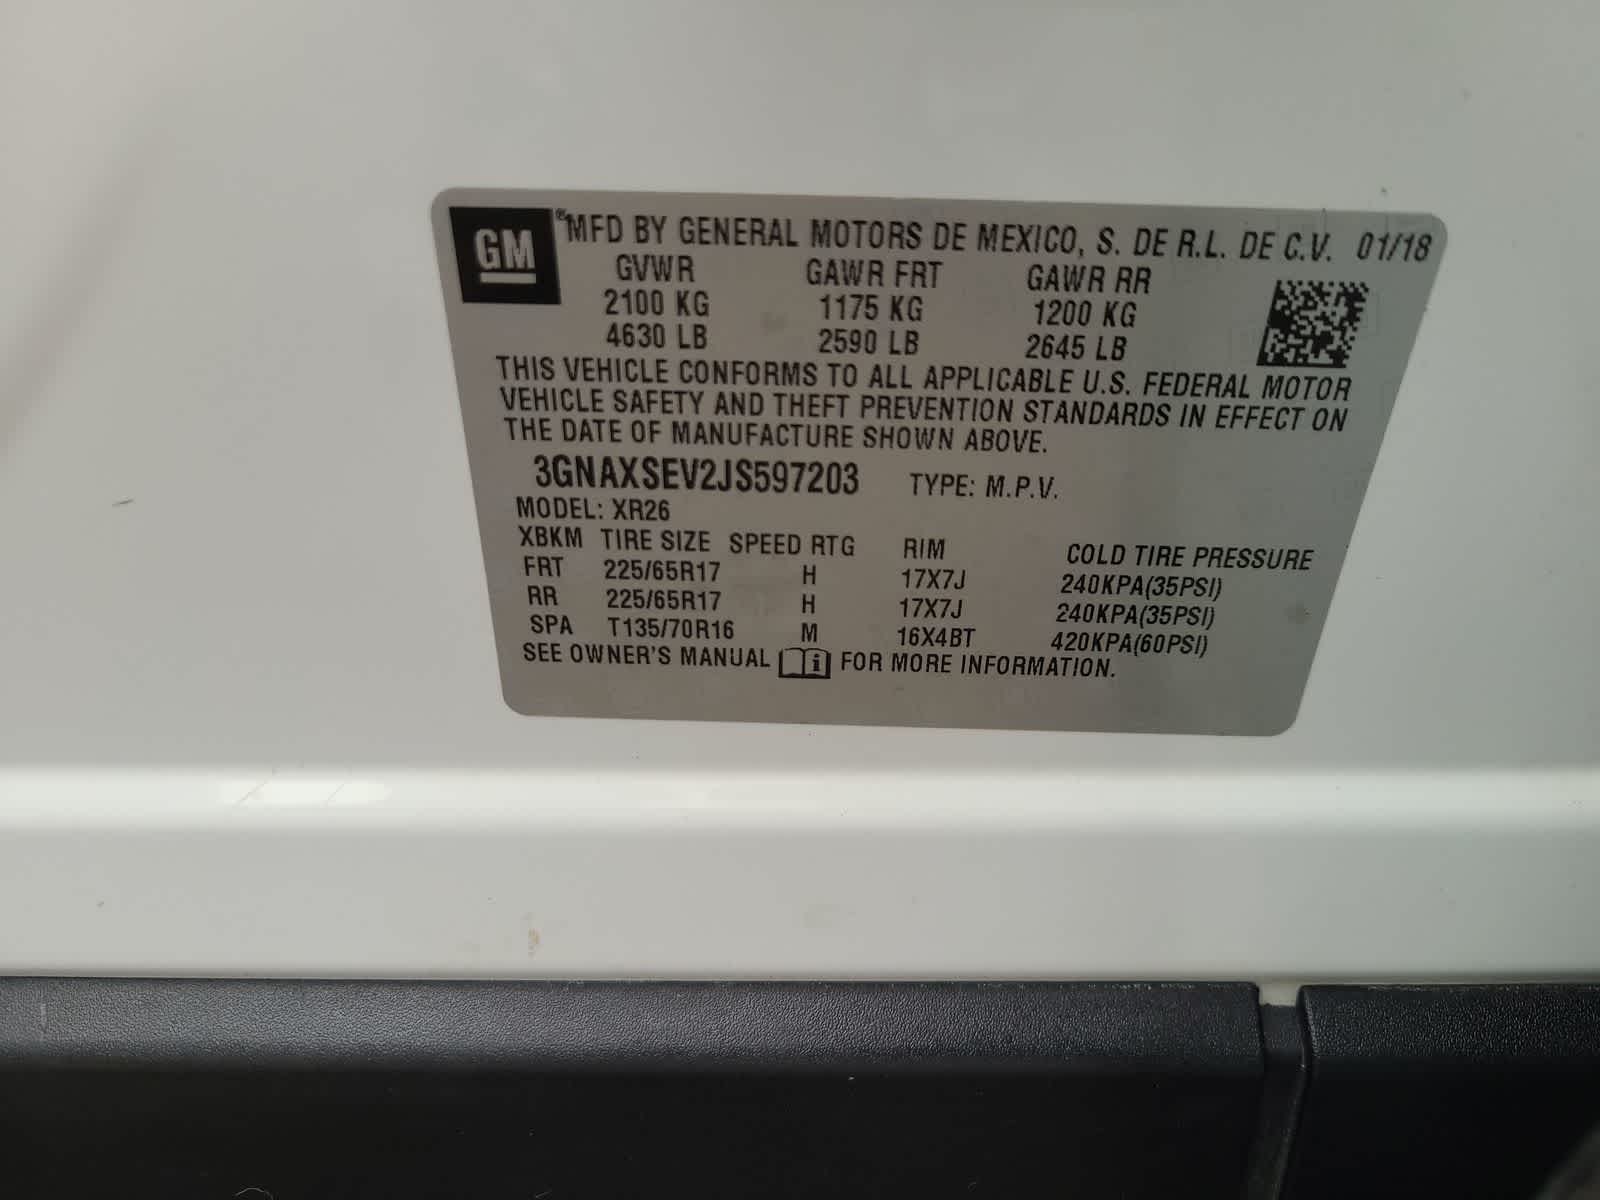 GM ® MFD BY GENERAL MOTORS DE MEXICO, S. DE R.L. DE C.V. 01/18
GVWR GAWR FRT GAWR RR
2100 KG 1175 KG 1200 KG
4630 LB 2590 LB 2645 LB
THIS VEHICLE CONFORMS TO ALL APPLICABLE U.S. FEDERAL MOTOR
VEHICLE SAFETY AND THEFT PREVENTION STANDARDS IN EFFECT ON
THE DATE OF MANUFACTURE SHOWN ABOVE.
3GNAXSEV2JS597203 TYPE: M.P.V.
MODEL: XR26
XBKM TIRE SIZE SPEED RTG RIM COLD TIRE PRESSURE
FRT 225/65R17 H 17X7J 240KPA(35PSI)
RR 225/65R17 H 17X7J 240KPA(35PSI)
SPA T135/70R16 M 16X4BT 420KPA(60PSI)
SEE OWNER'S MANUAL i FOR MORE INFORMATION.